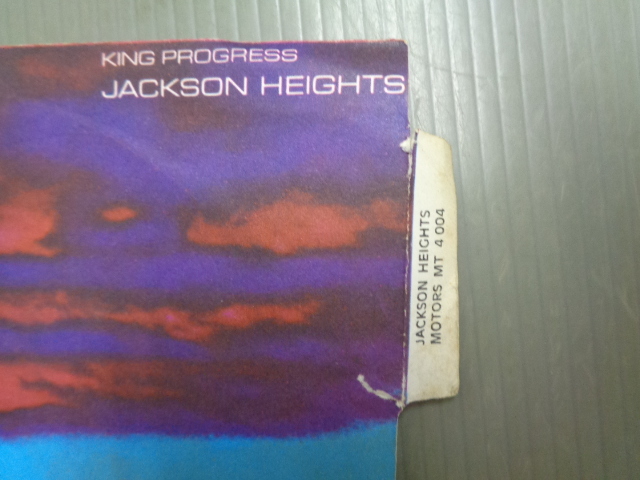 KING PROGRESS
JACKSON HEIGHTS
JACKSON HEIGHTS
MOTORS MT 4 004